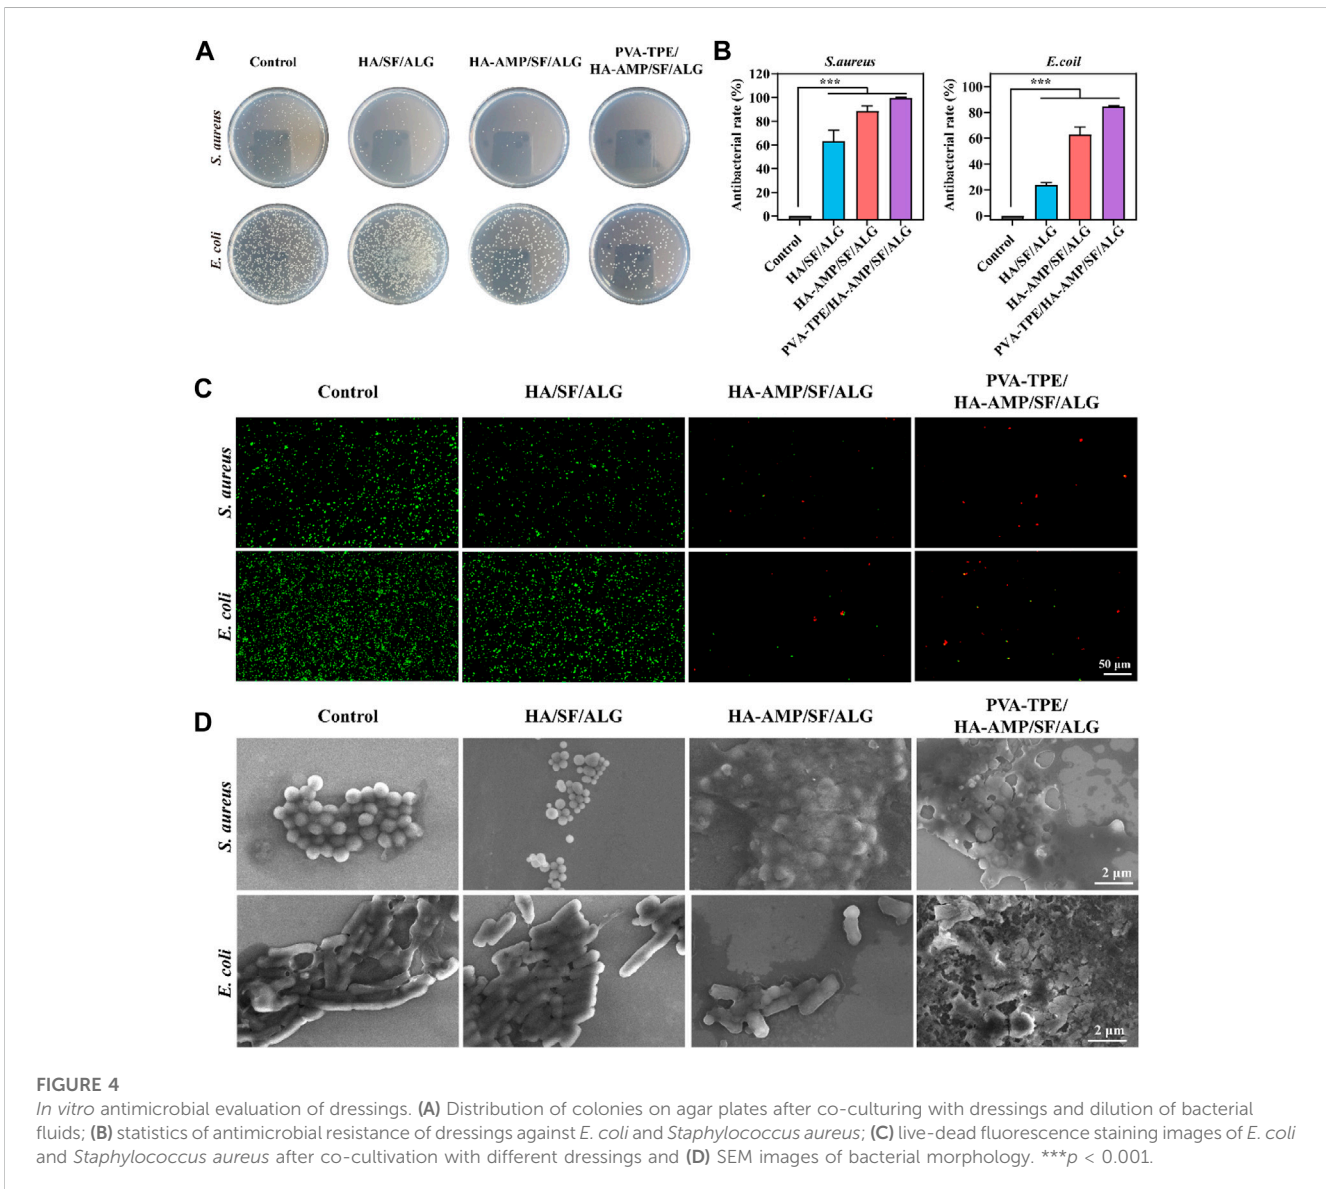 A
Control
HA/SF/ALG
HA-AMP/SF/ALG
PVA-TPE/
HA-AMP/SF/ALG
S. aureus
E. coli
B
S.aureus
***
Antibacterial rate (%)
120
100
80
60
40
20
0
Control
HA/SF/ALG
HA-AMP/SF/ALG
PVA-TPE/HA-AMP/SF/ALG
E.coil
***
Antibacterial rate (%)
100
80
60
40
20
0
Control
HA/SF/ALG
HA-AMP/SF/ALG
PVA-TPE/HA-AMP/SF/ALG
C
Control
HA/SF/ALG
HA-AMP/SF/ALG
PVA-TPE/
HA-AMP/SF/ALG
S. aureus
E. coli
50 μm
D
Control
HA/SF/ALG
HA-AMP/SF/ALG
PVA-TPE/
HA-AMP/SF/ALG
S. aureus
2 μm
E. coli
2 μm
FIGURE 4
In vitro antimicrobial evaluation of dressings. (A) Distribution of colonies on agar plates after co-culturing with dressings and dilution of bacterial
fluids; (B) statistics of antimicrobial resistance of dressings against E. coli and Staphylococcus aureus; (C) live-dead fluorescence staining images of E. coli
and Staphylococcus aureus after co-cultivation with different dressings and (D) SEM images of bacterial morphology. ***p < 0.001.